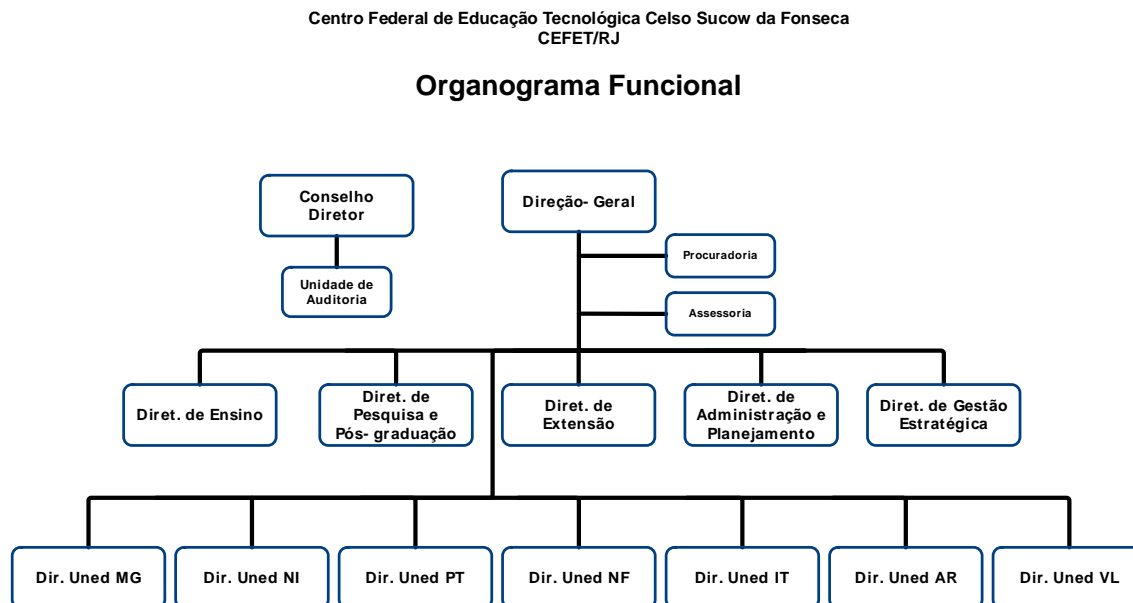 Centro Federal de Educação Tecnológica Celso Sucow da Fonseca
CEFET/RJ
Organograma Funcional
Conselho
Diretor
Direção- Geral
Procuradoria
Unidade de
Auditoria
Assessoria
Diret. de Ensino
Diret. de
Pesquisa e
Pós- graduação
Diret. de
Extensão
Diret. de
Administração e
Planejamento
Diret. de Gestão
Estratégica
Dir. Uned MG
Dir. Uned NI
Dir. Uned PT
Dir. Uned NF
Dir. Uned IT
Dir. Uned AR
Dir. Uned VL